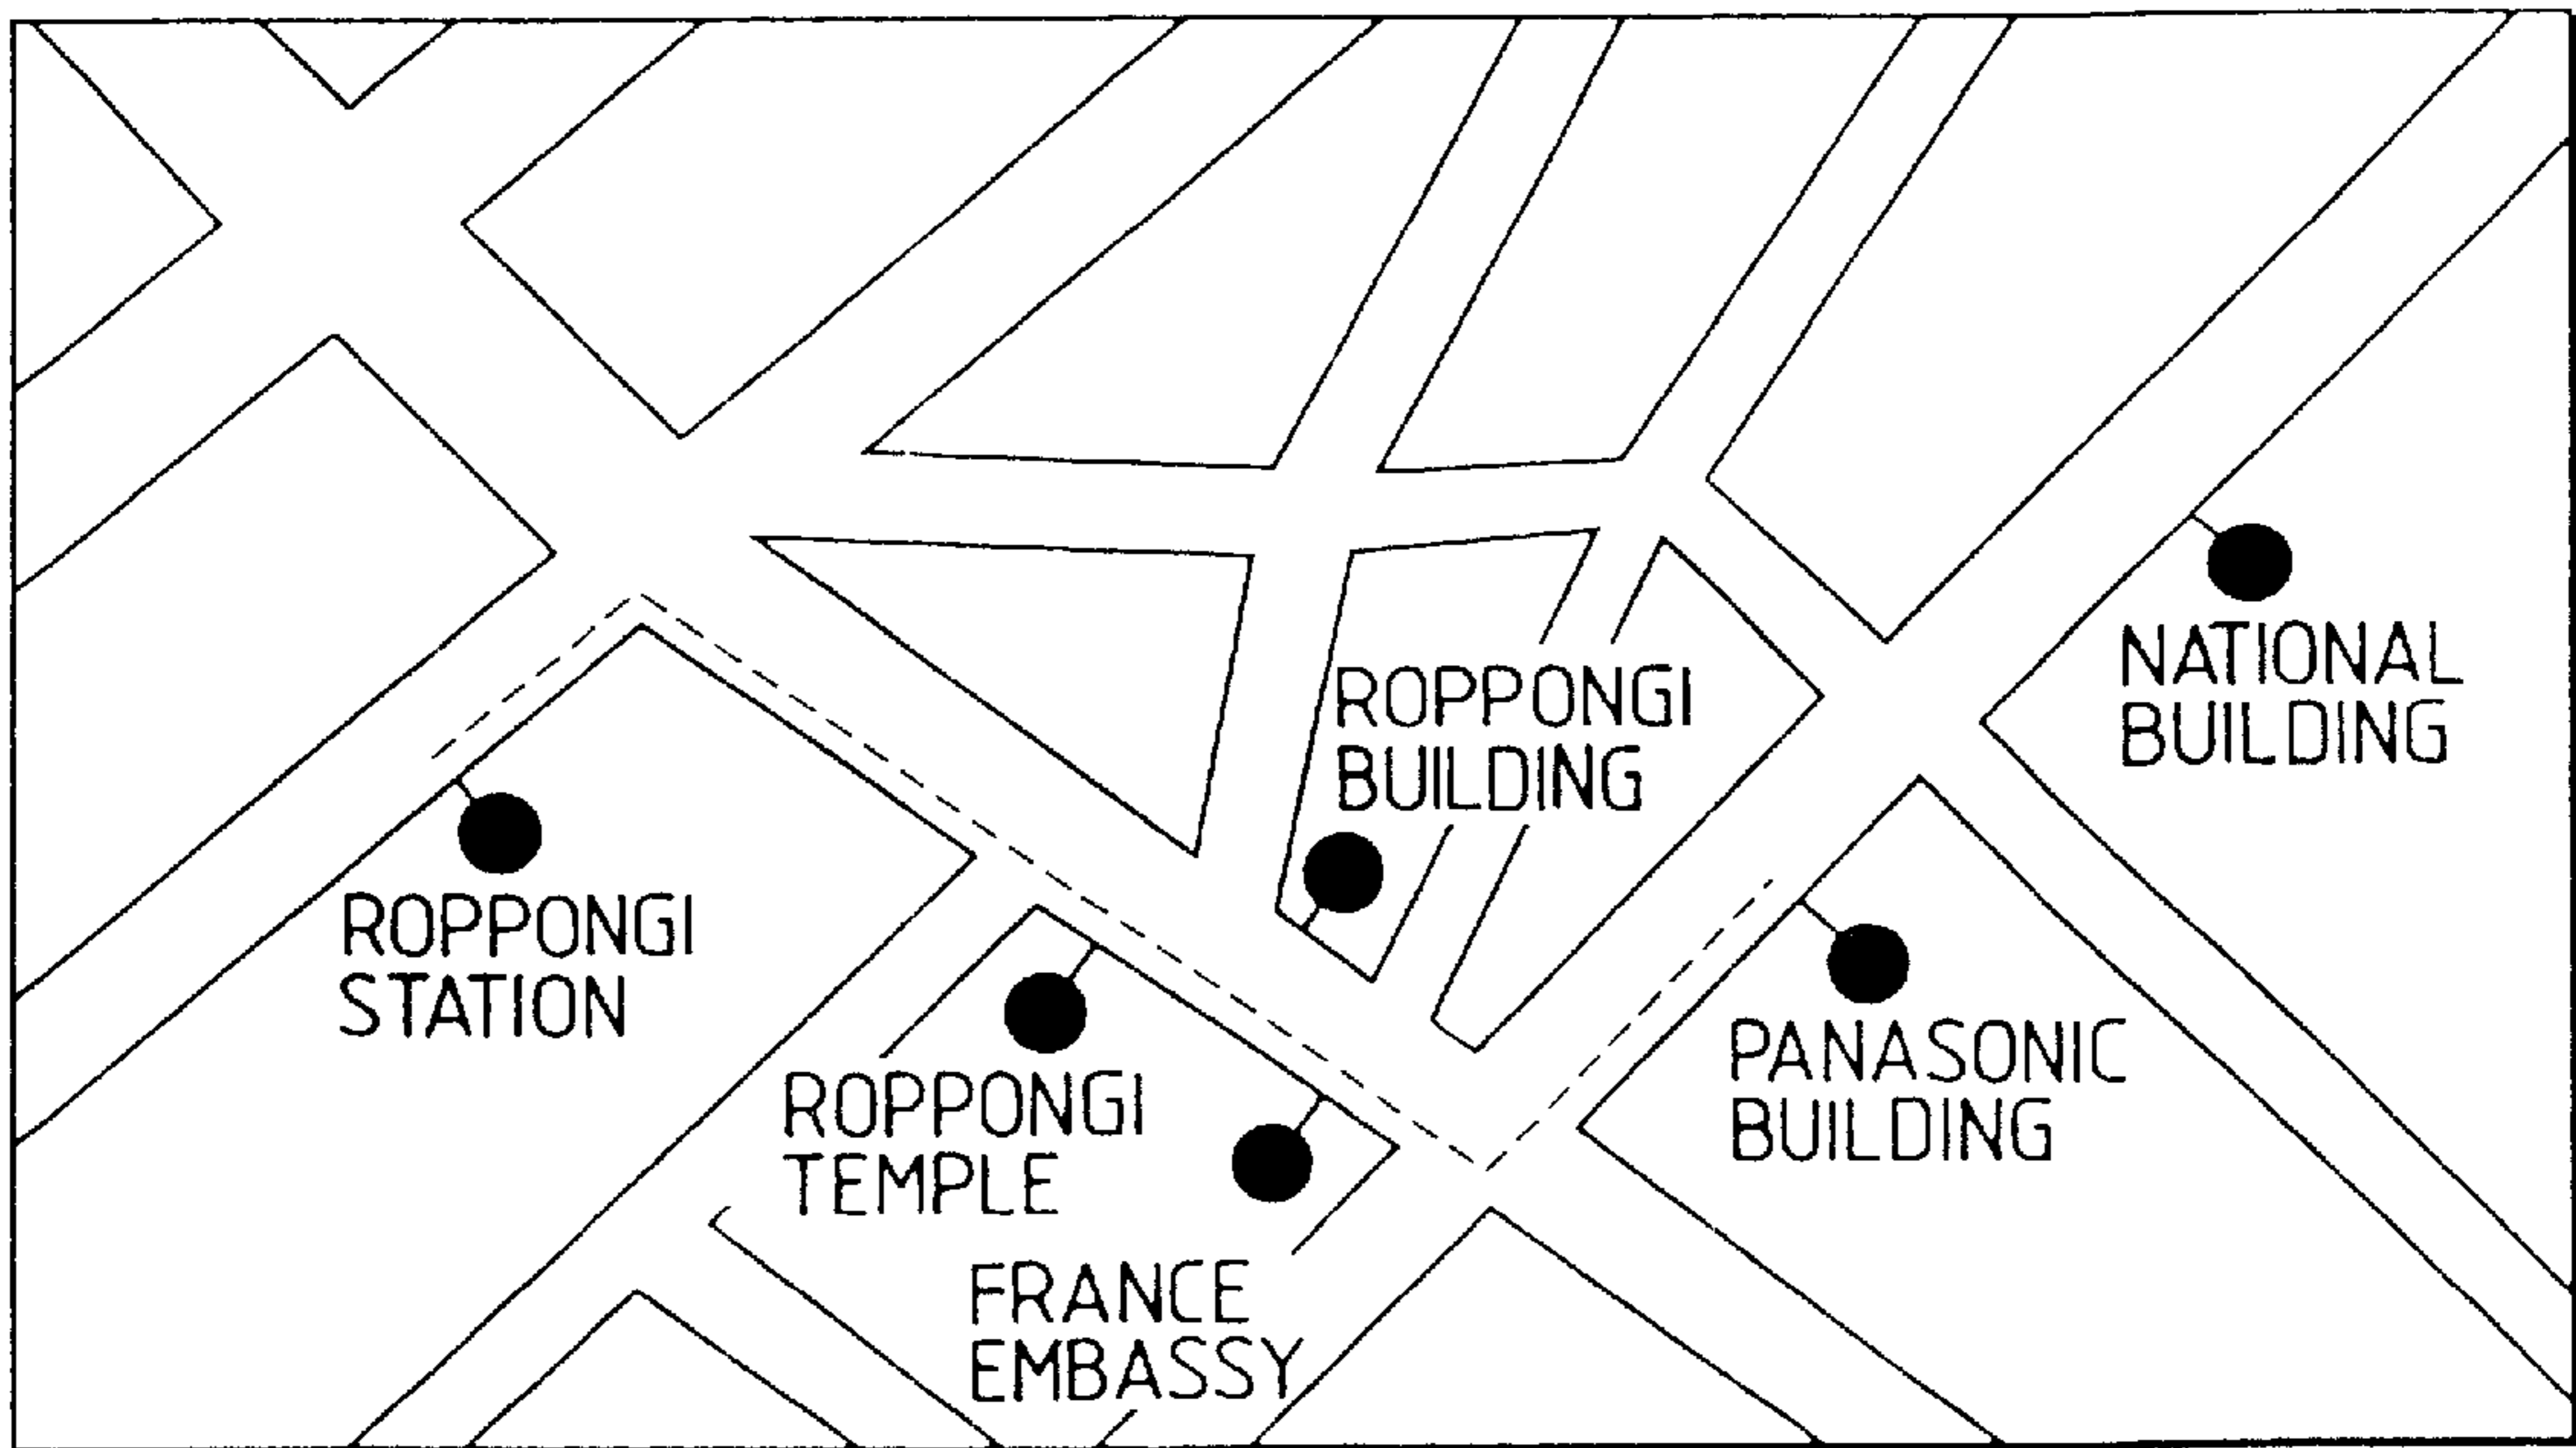 NATIONAL
BUILDING
ROPPONGI
BUILDING
ROPPONGI
STATION
PANASONIC
BUILDING
ROPPONGI
TEMPLE
FRANCE
EMBASSY